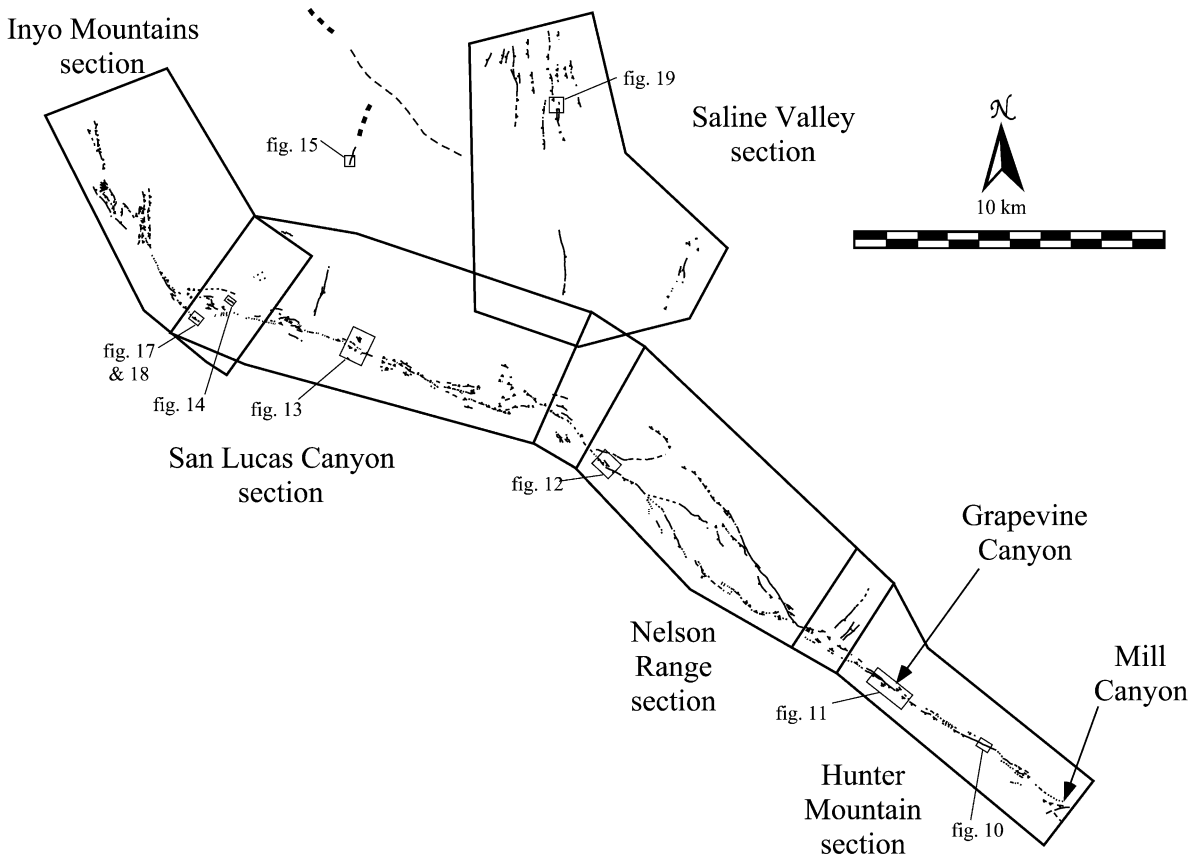 Inyo Mountains
section
fig. 19
Saline Valley
section
N
10 km
fig. 15
fig. 17
& 18
fig. 14
fig. 13
San Lucas Canyon
section
fig. 12
Grapevine
Canyon
Nelson
Range
section
Mill
Canyon
fig. 11
Hunter
Mountain
section
fig. 10